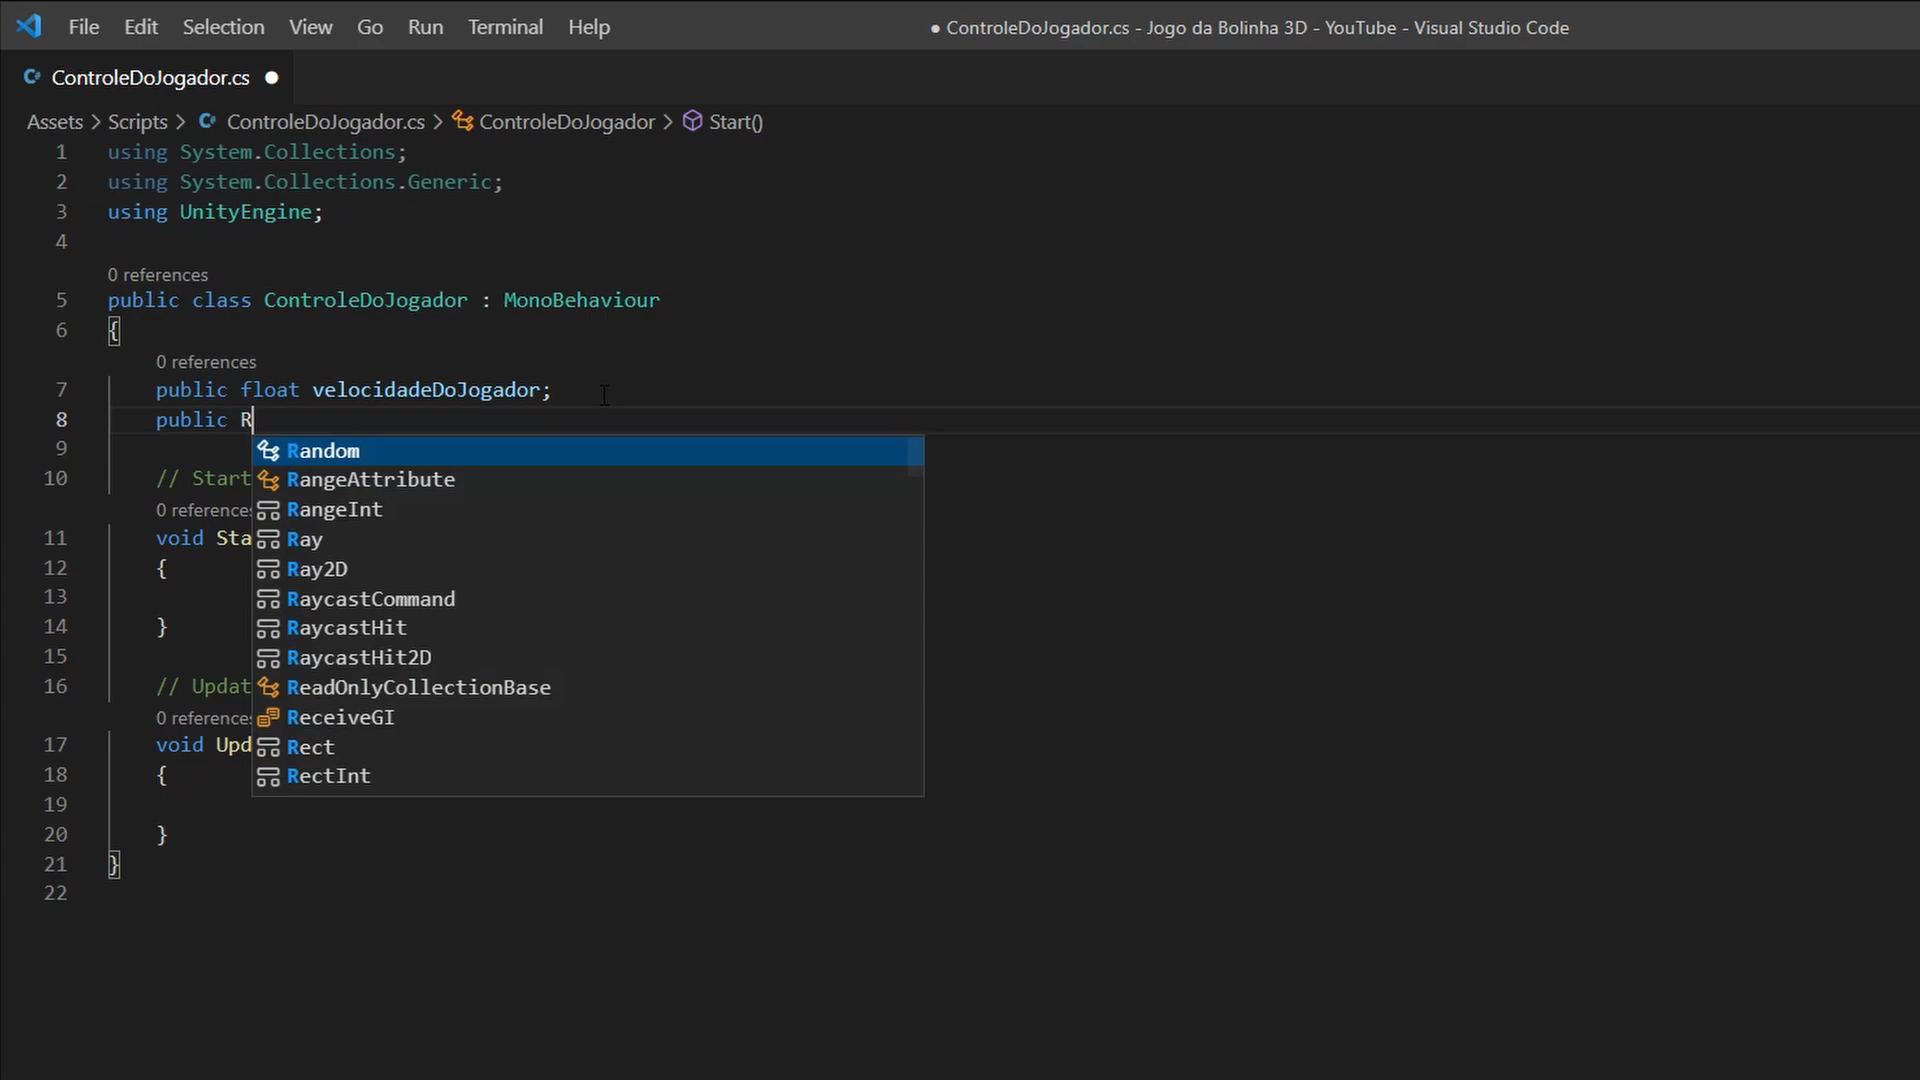 File Edit Selection View Go Run Terminal Help
● ControleDoJogador.cs - Jogo da Bolinha 3D - YouTube - Visual Studio Code
ControleDoJogador.cs ●
Assets > Scripts > ControleDoJogador.cs > ControleDoJogador > Start()
1 using System.Collections;
2 using System.Collections.Generic;
3 using UnityEngine;
4
0 references
5 public class ControleDoJogador : MonoBehaviour
6 {
0 references
7 public float velocidadeDoJogador;
8 public R
Random
9
RangeAttribute
10 // Start
RangeInt
0 references
11 void Sta
Ray
12 {
Ray2D
13
RaycastCommand
14 }
RaycastHit
15
RaycastHit2D
16 // Updat
ReadOnlyCollectionBase
0 references
ReceiveGI
17 void Upd
Rect
18 {
RectInt
19
20 }
21 }
22